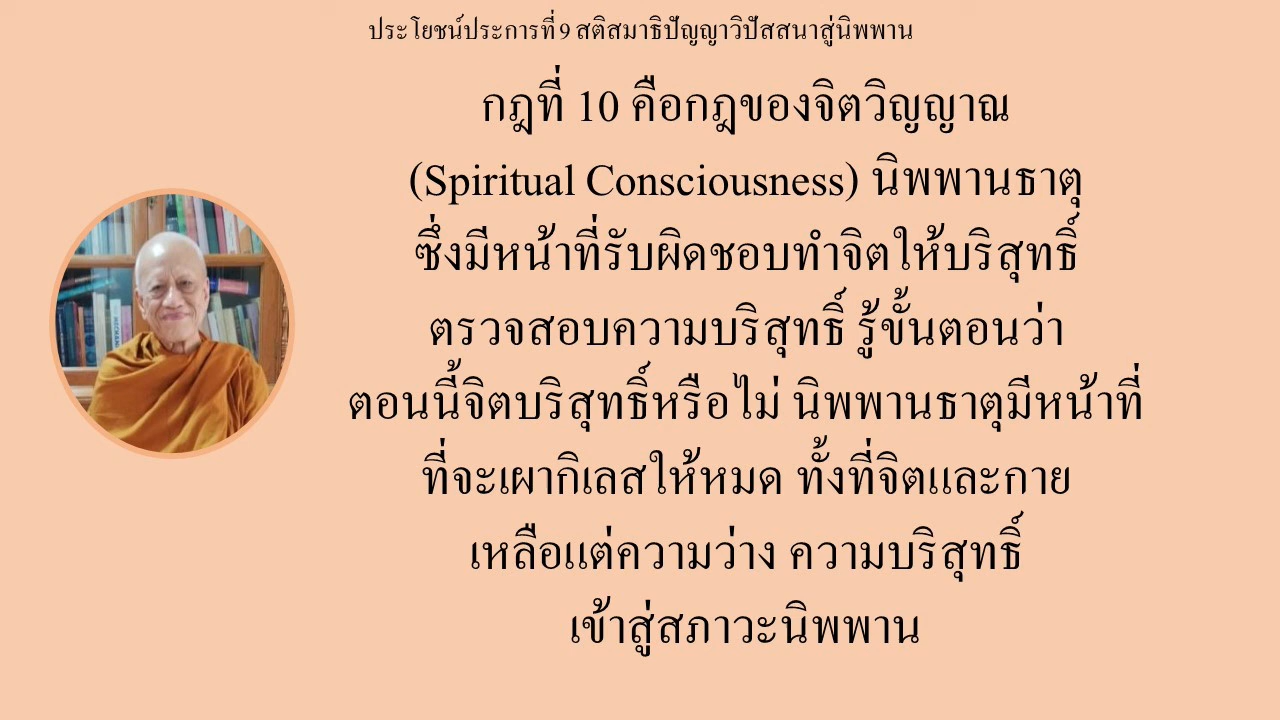 ประโยชน์ประการที่ 9 สติสมาธิปัญญาวิปัสสนาสู่นิพพาน
กฎที่ 10 คือกฎของจิตวิญญาณ
(Spiritual Consciousness) นิพพานธาตุ
ซึ่งมีหน้าที่รับผิดชอบทำจิตให้บริสุทธิ์
ตรวจสอบความบริสุทธิ์ รู้ขั้นตอนว่า
ตอนนี้จิตบริสุทธิ์หรือไม่ นิพพานธาตุมีหน้าที่
ที่จะเผากิเลสให้หมด ทั้งที่จิตและกาย
เหลือแต่ความว่าง ความบริสุทธิ์
เข้าสู่สภาวะนิพพาน